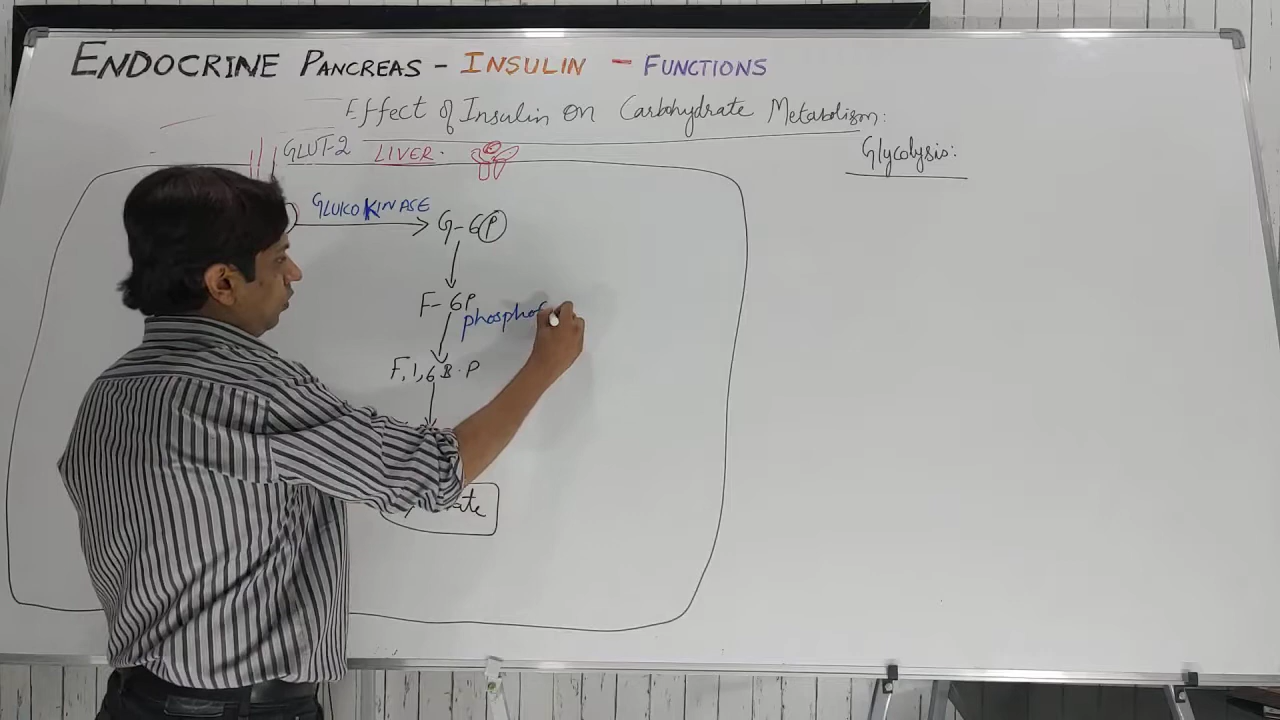 ENDOCRINE PANCREAS - INSULIN - FUNCTIONS
Effect of Insulin On Carbohydrate Metabolism:
GLUT-2 LIVER.
Glycolysis:
GLUCOKINASE
G-6P
F-6P
phospho
F,1,6 B.P